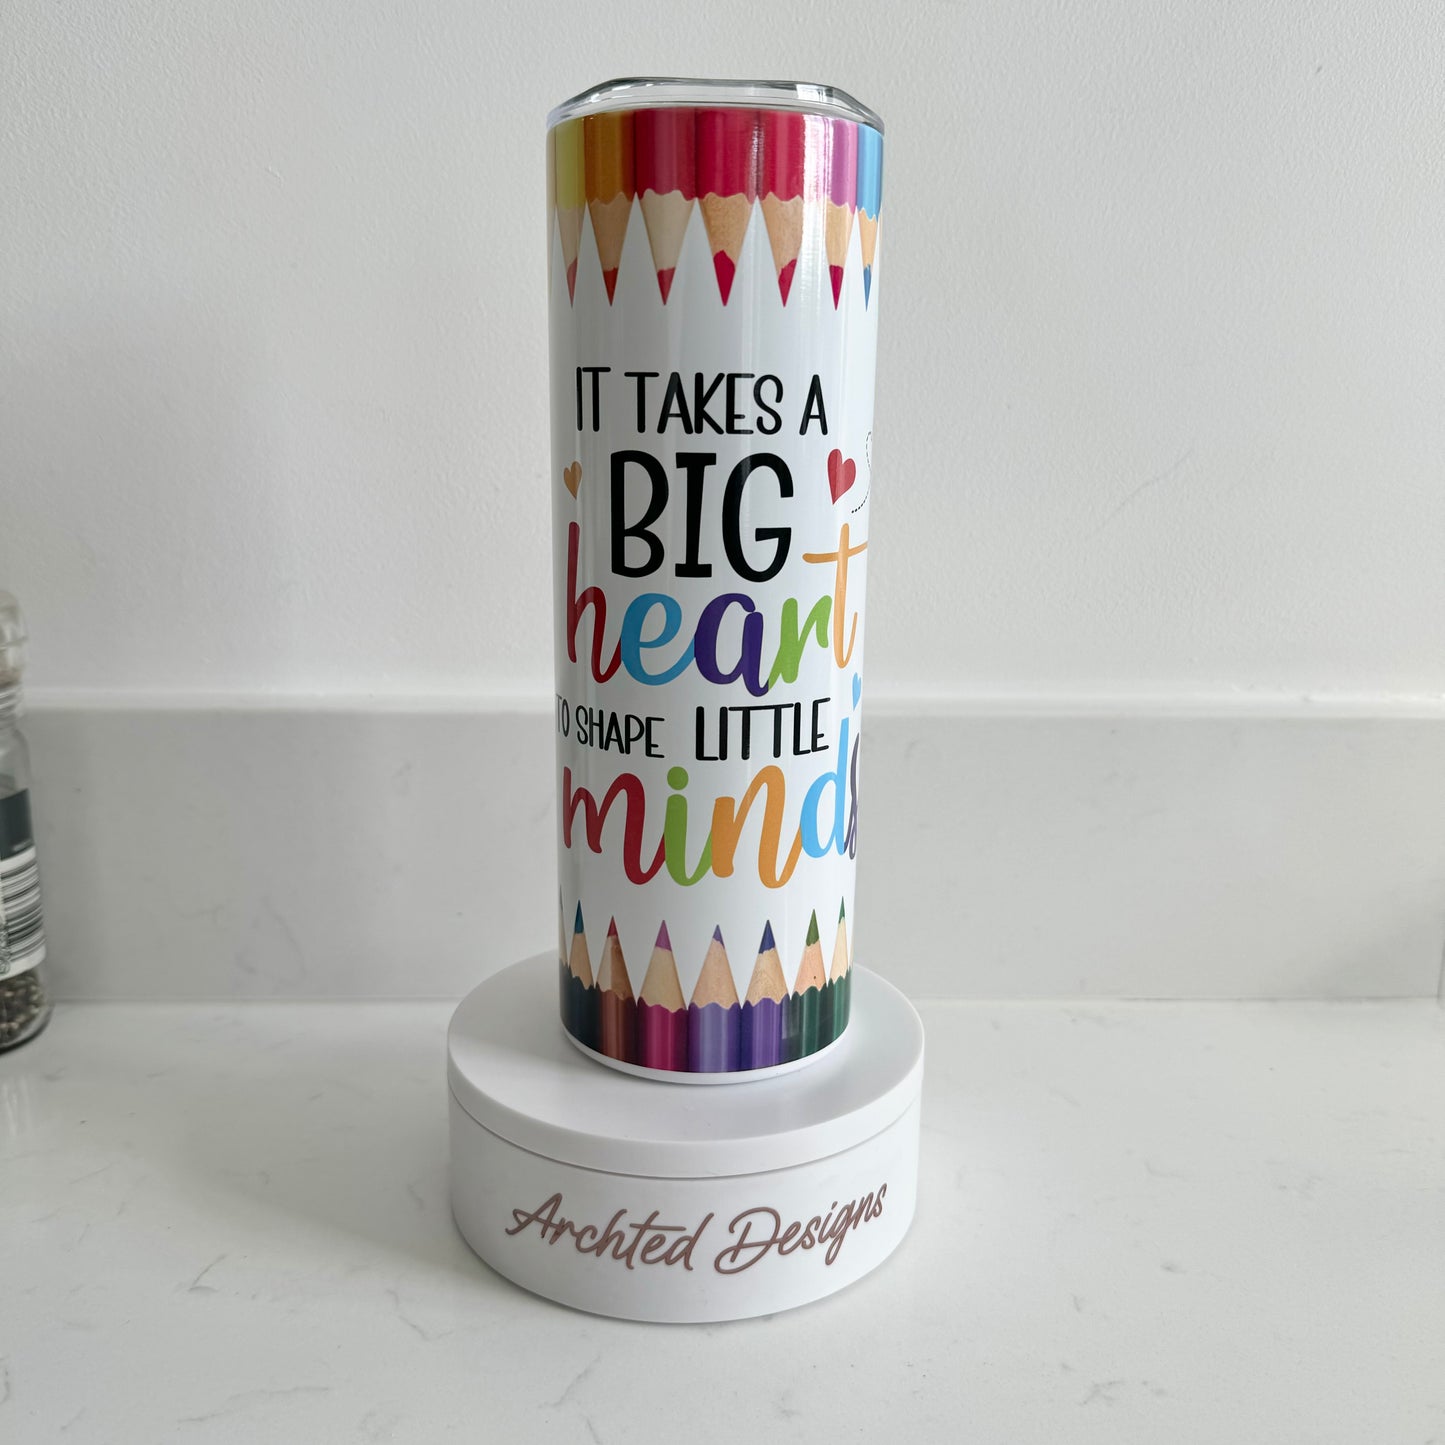 IT TAKES A
BIG
heart
TO SHAPE LITTLE
minds
Archted Designs